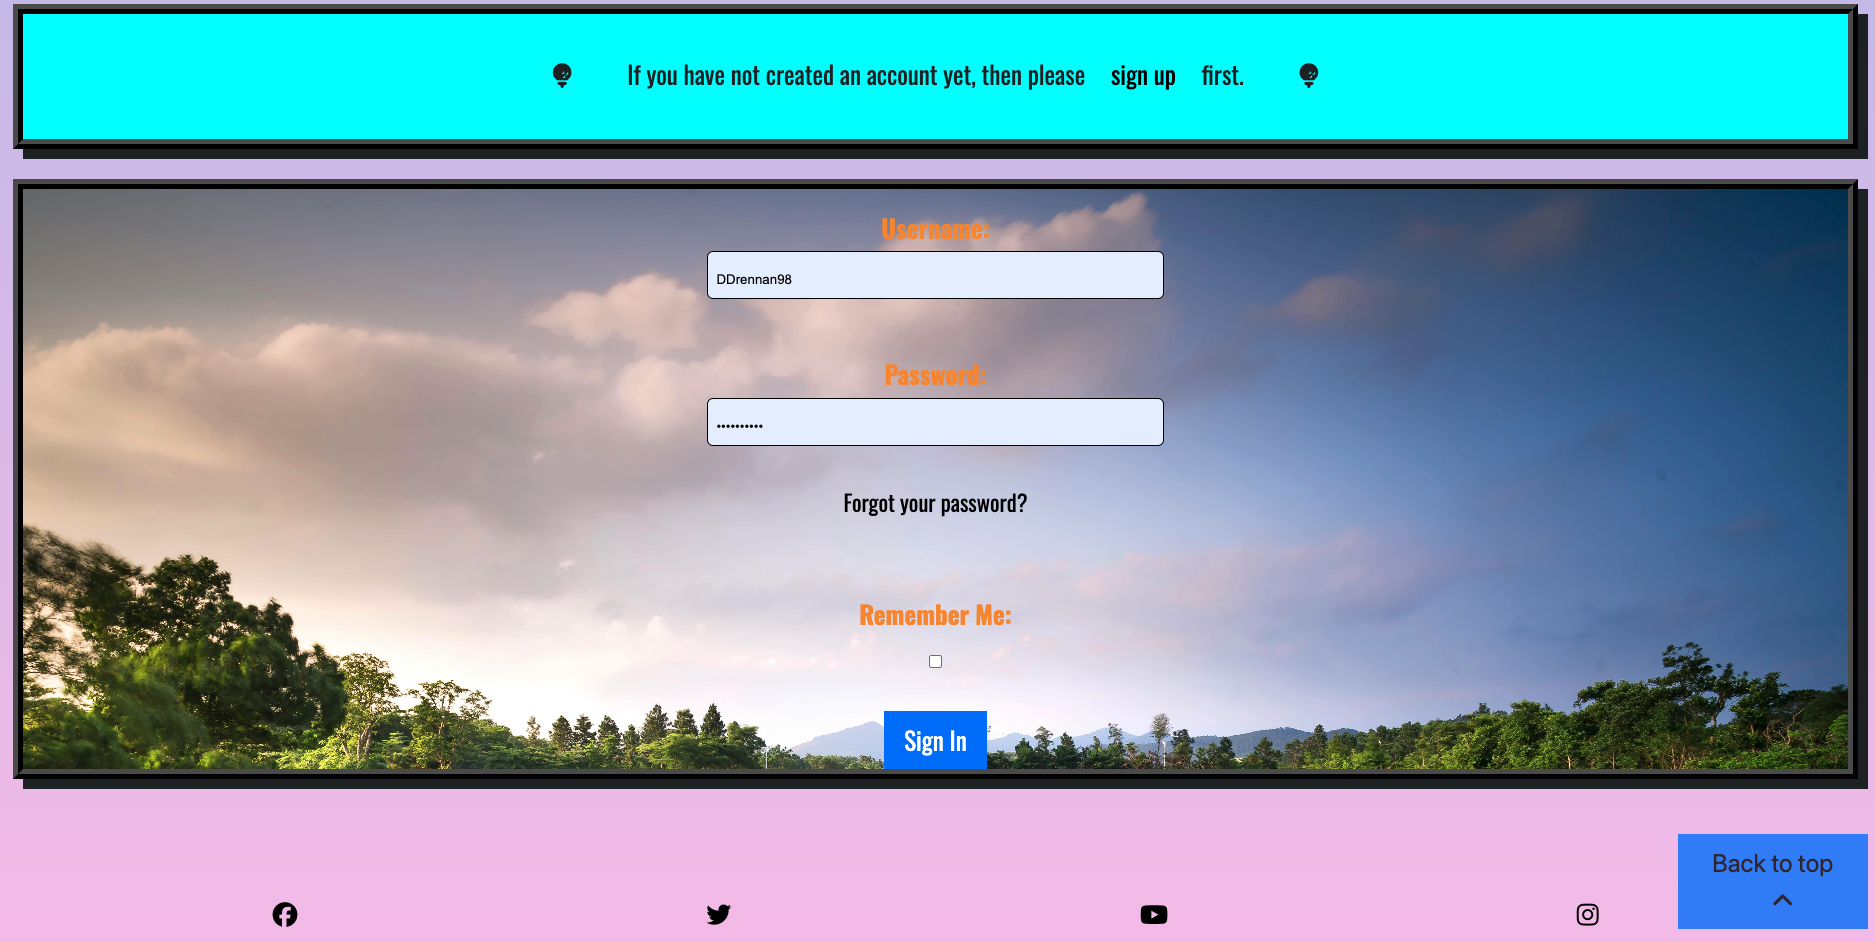 If you have not created an account yet, then please sign up first.
Username:
DDrennan98
Password:
••••••••••
Forgot your password?
Remember Me:
Sign In
Back to top